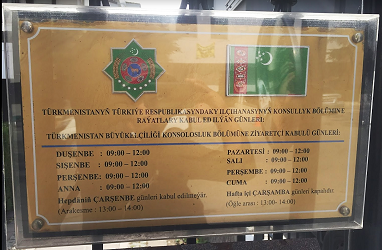 TÜRKMENISTANYŇ TÜRKIYE RESPUBLIKASYNDAKY ILÇIHANASYNYŇ KONSULLYK BÖLÜMINE
RAÝATLARY KABUL EDILÝÄN GÜNLERI:
TÜRKMENISTAN BÜYÜKELÇİLİĞİ KONSOLOSLUK BÖLÜMÜNE ZİYARETÇİ KABULÜ GÜNLERİ:
DUŞENBE : 09:00 – 12:00
SIŞENBE : 09:00 – 12:00
PERŞENBE : 09:00 – 12:00
ANNA : 09:00 – 12:00
Hepdäniň ÇARŞENBE günleri kabul edilmeýär.
(Arakesme : 13:00 – 14:00)
PAZARTESİ : 09:00 – 12:00
SALI : 09:00 – 12:00
PERŞEMBE : 09:00 – 12:00
CUMA : 09:00 – 12:00
Hafta içi ÇARŞAMBA günleri kapalıdır.
(Öğle arası : 13:00- 14:00)